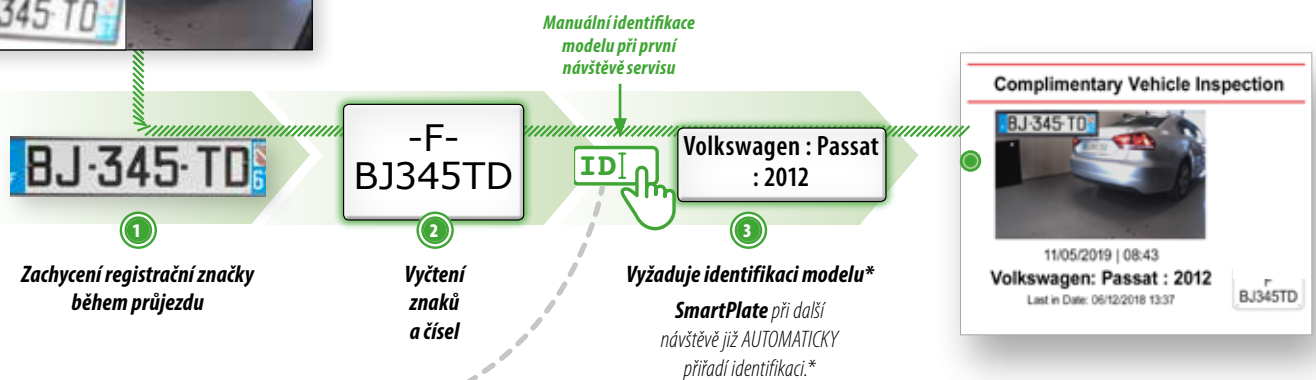 345-TD
Manuální identifikace
modelu při první
návštěvě servisu
BJ-345-TD
-F-
BJ345TD
ID
Volkswagen : Passat
: 2012
1
2
3
Zachycení registrační značky
během průjezdu
Vyčtení
znaků
a čísel
Vyžaduje identifikaci modelu*
SmartPlate při další
návštěvě již AUTOMATICKY
přiřadí identifikaci.*
Complimentary Vehicle Inspection
BJ-345-TD
11/05/2019 | 08:43
Volkswagen: Passat : 2012
Last in Date: 06/12/2018 13:37
BJ345TD